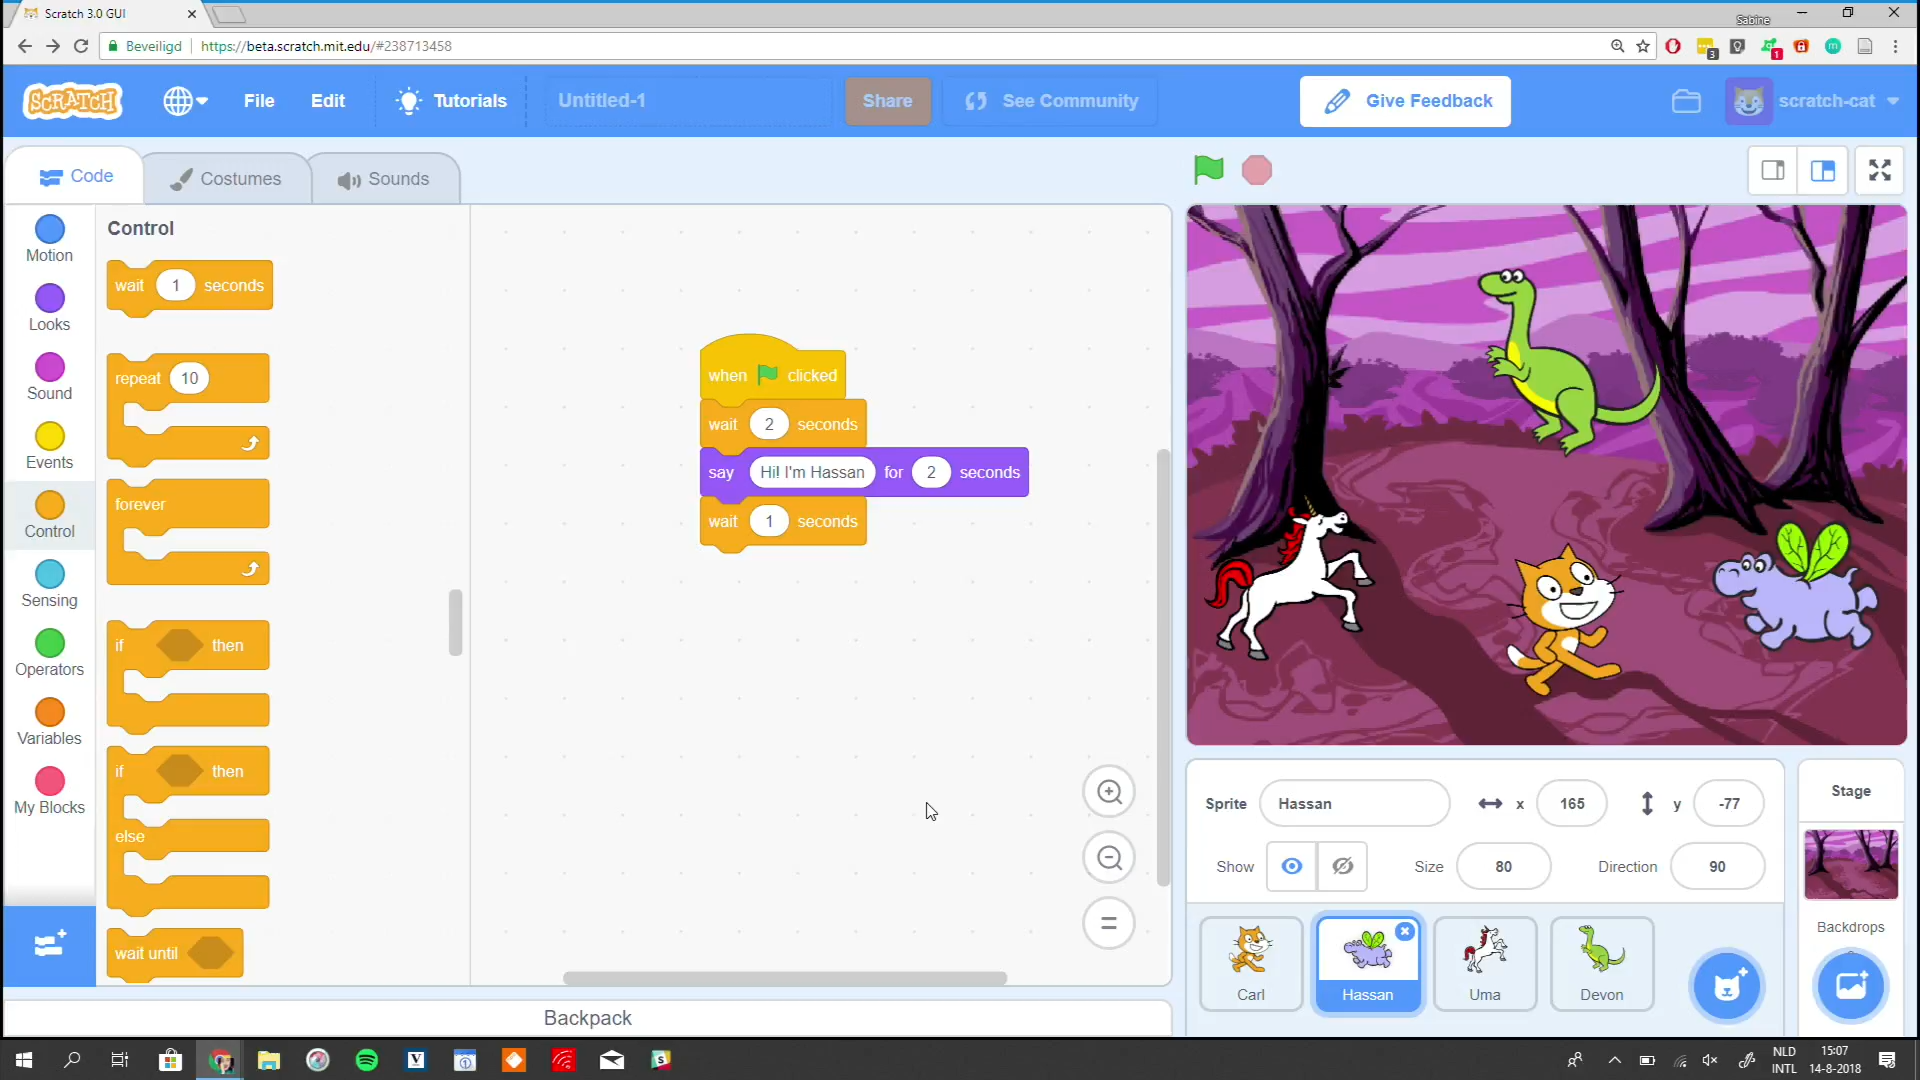 Scratch 3.0 GUI
Sabine
Beveiligd https://beta.scratch.mit.edu/#238713458
3
1
m
SCRATCH
File Edit Tutorials Untitled-1 Share See Community Give Feedback scratch-cat
Code Costumes Sounds
Motion
Looks
Sound
Events
Control
Sensing
Operators
Variables
My Blocks
Control
wait 1 seconds
repeat 10
forever
if then
if then
else
wait until
when clicked
wait 2 seconds
say Hi! I'm Hassan for 2 seconds
wait 1 seconds
Backpack
Sprite Hassan x 165 y -77
Show Size 80 Direction 90
Carl Hassan Uma Devon
Stage
Backdrops
NLD
INTL
15:07
14-8-2018